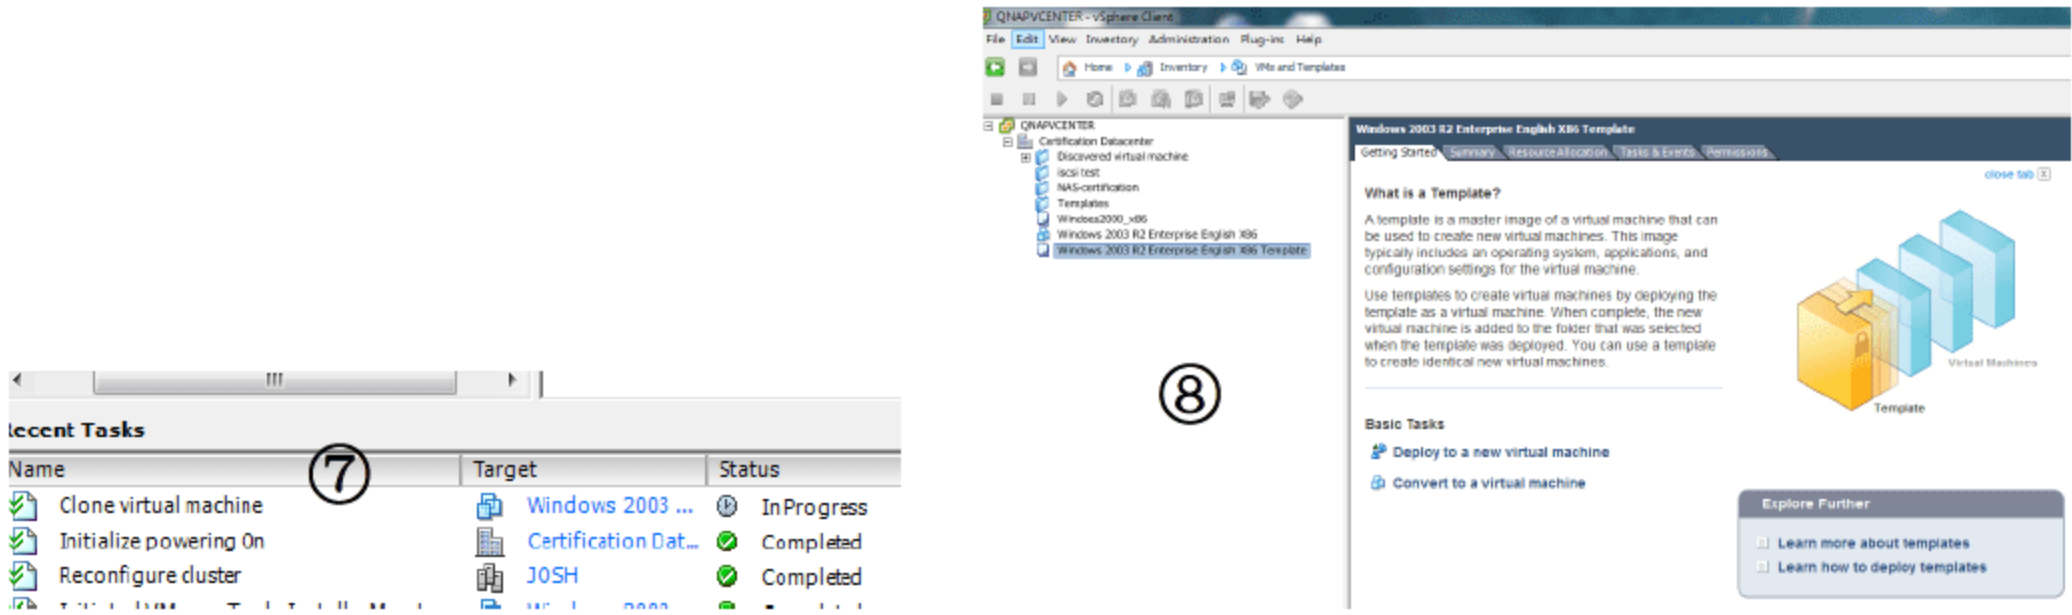 Recent Tasks
⑦
Name Target Status
Clone virtual machine Windows 2003 ... In Progress
Initialize powering On Certification Dat... Completed
Reconfigure cluster JOSH Completed
QNAPVCENTER - vSphere Client
File Edit View Inventory Administration Plug-ins Help
Home Inventory VMs and Templates
QNAPVCENTER
Certification Datacenter
Discovered virtual machine
iscsi test
NAS-certification
Templates
Windows2000_x86
Windows 2003 R2 Enterprise English X86
Windows 2003 R2 Enterprise English X86 Template
⑧
Windows 2003 R2 Enterprise English X86 Template
Getting Started Summary Resource Allocation Tasks & Events Permissions
close tab
What is a Template?
A template is a master image of a virtual machine that can
be used to create new virtual machines. This image
typically includes an operating system, applications, and
configuration settings for the virtual machine.
Use templates to create virtual machines by deploying the
template as a virtual machine. When complete, the new
virtual machine is added to the folder that was selected
when the template was deployed. You can use a template
to create identical new virtual machines.
Virtual Machines
Template
Basic Tasks
Deploy to a new virtual machine
Convert to a virtual machine
Explore Further
Learn more about templates
Learn how to deploy templates